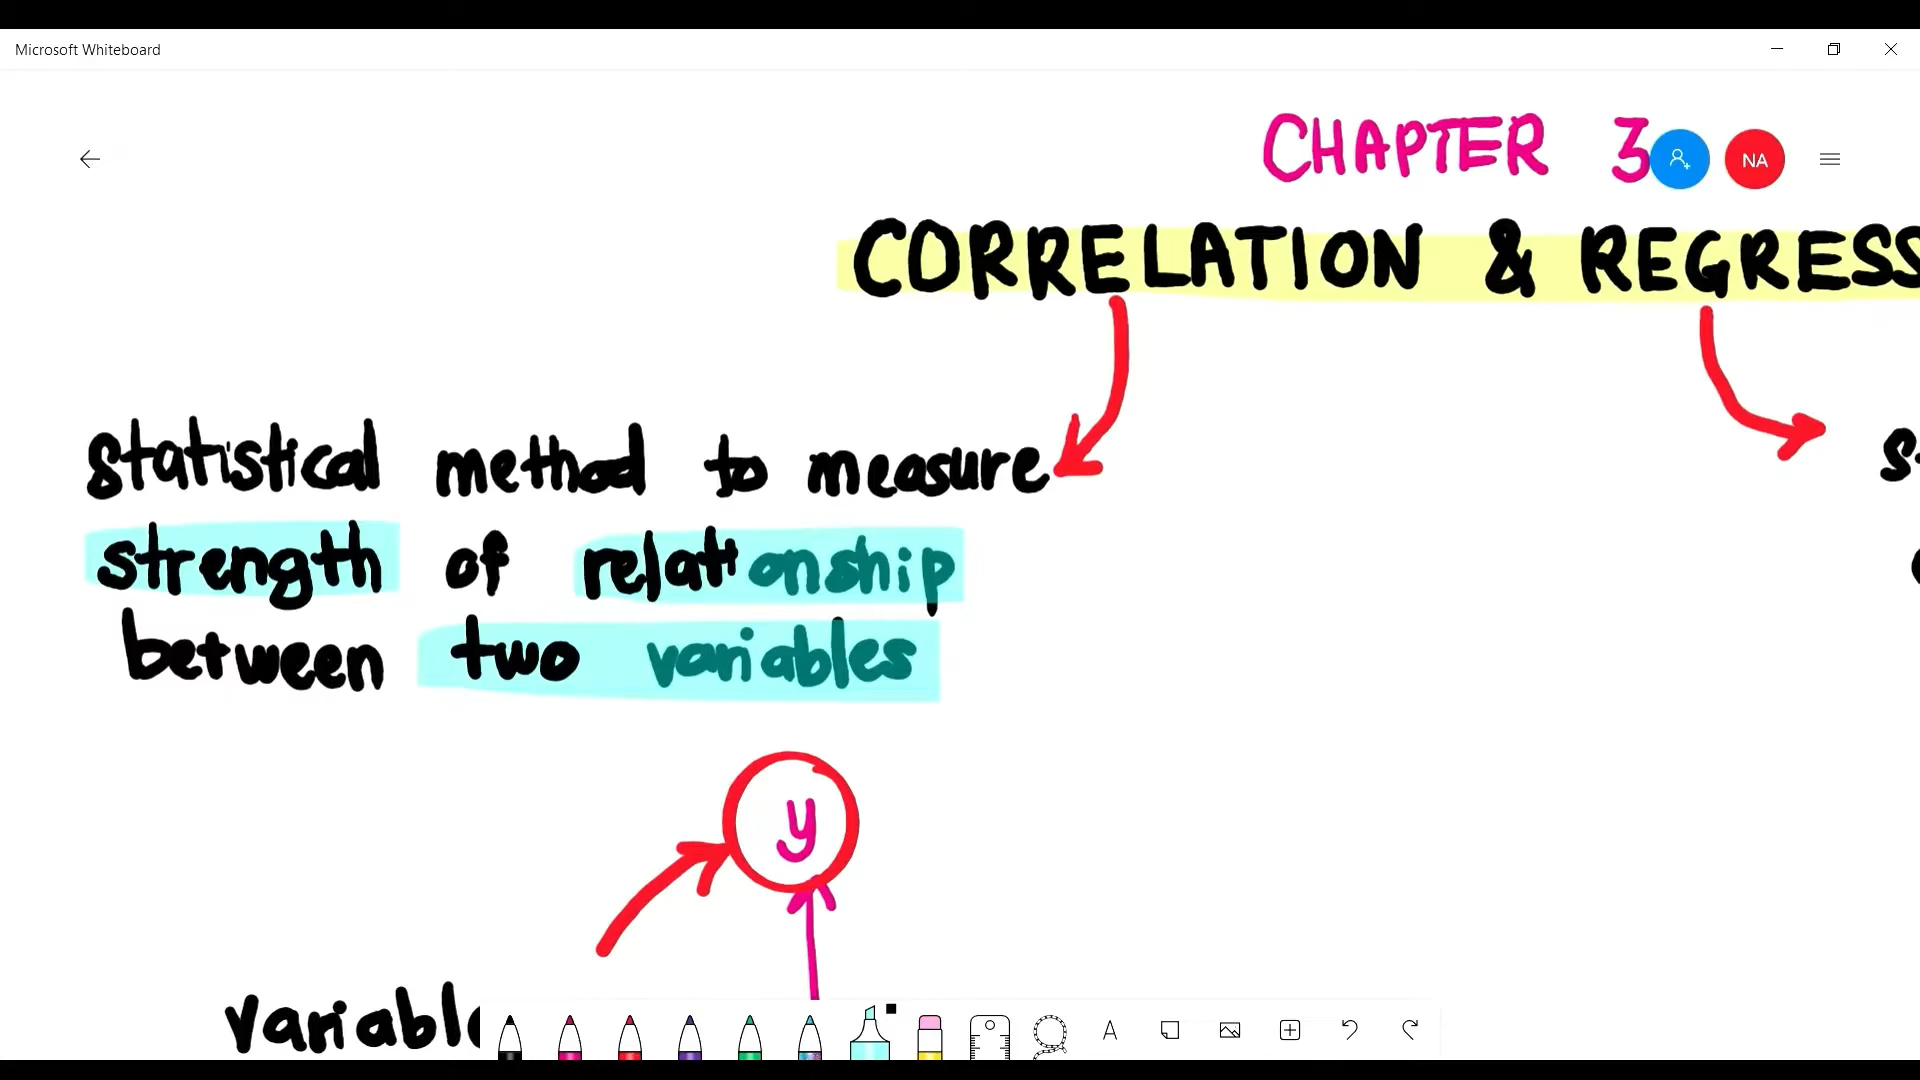 Microsoft Whiteboard
CHAPTER 3
NA
CORRELATION & REGRESS
statistical method to measure
strength of relationship
between two variables
y
A